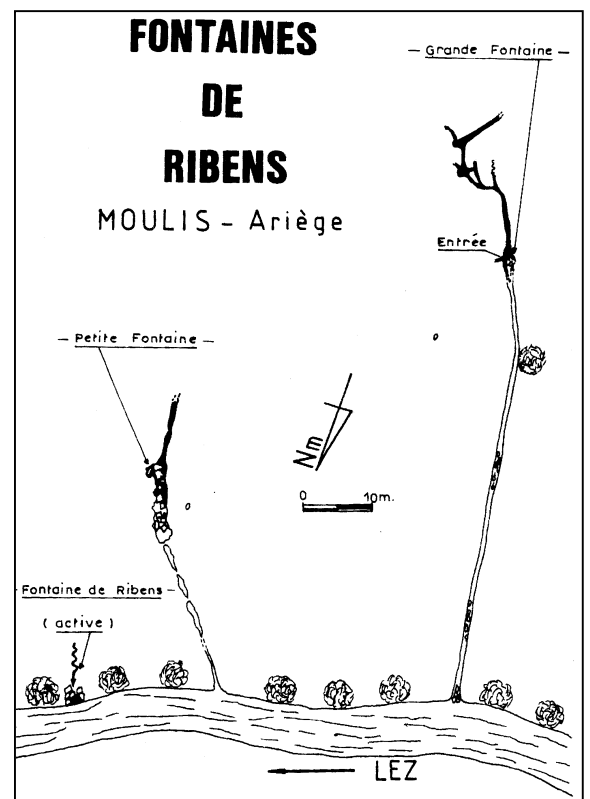 FONTAINES
DE
RIBENS
MOULIS - Ariège
- Grande Fontaine -
Entrée
- Petite Fontaine -
Nm
0 10m.
Fontaine de Ribens -
( active )
LEZ